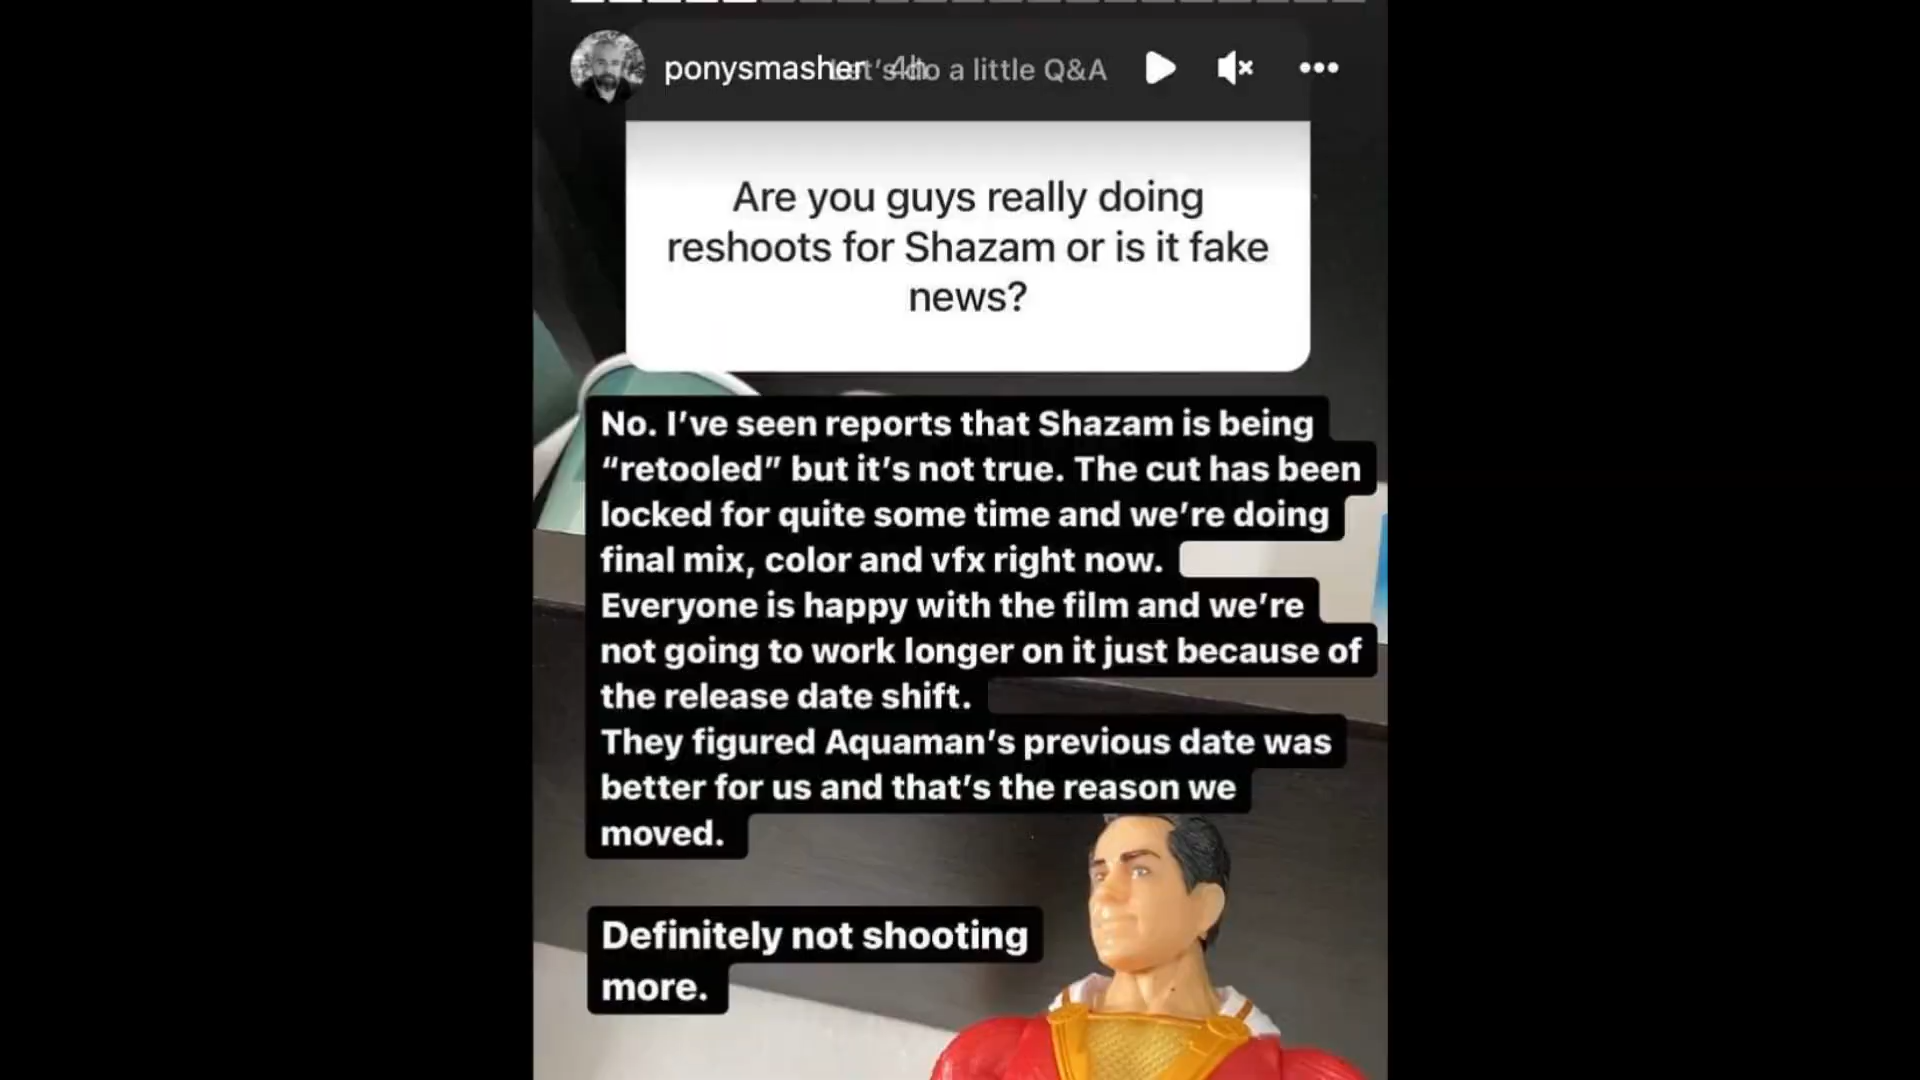 ponysmasher 4h
Let's do a little Q&A
Are you guys really doing
reshoots for Shazam or is it fake
news?
No. I’ve seen reports that Shazam is being
“retooled” but it’s not true. The cut has been
locked for quite some time and we’re doing
final mix, color and vfx right now.
Everyone is happy with the film and we’re
not going to work longer on it just because of
the release date shift.
They figured Aquaman’s previous date was
better for us and that’s the reason we
moved.
Definitely not shooting
more.